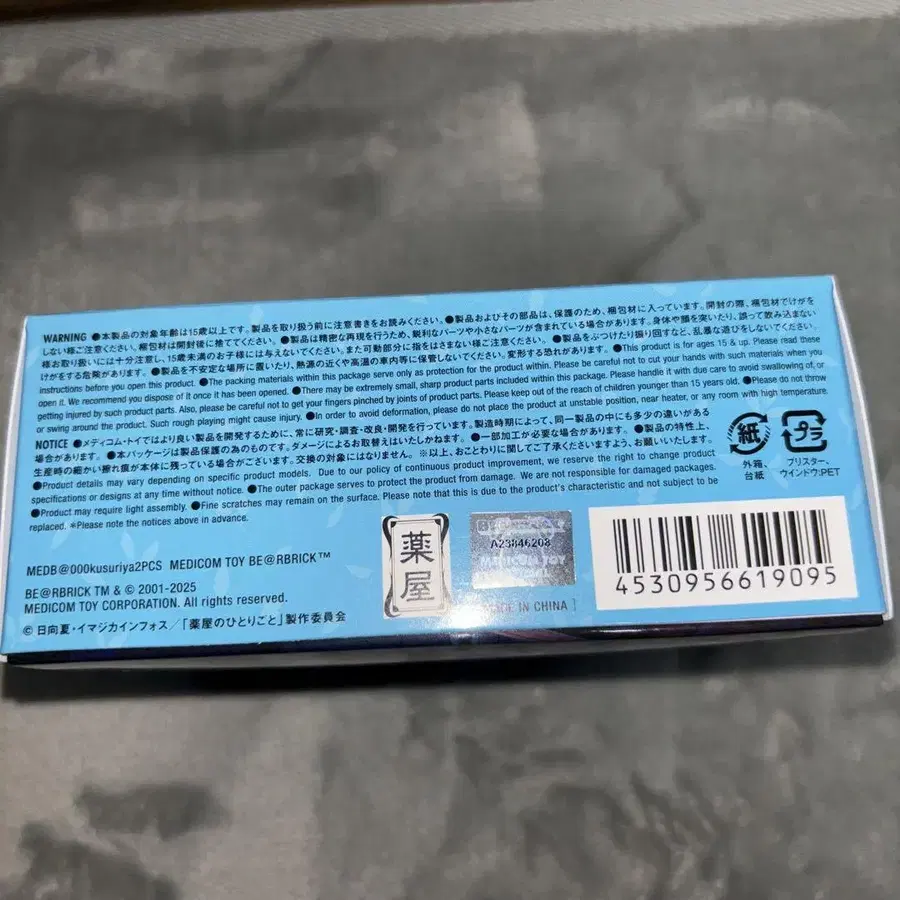 WARNING ●本製品の対象年齢は15歳以上です。製品を取り扱う前に注意書きをお読みください。●製品およびその部品は、保護のため、梱包材に入っています。開封の際、梱包材でけがを
しない様ご注意ください。梱包材は開封後に捨ててください。●製品は精密な再現を行うため、鋭利なパーツや小さなパーツが含まれている場合があります。身体や顔を突いたり、誤って飲み込まない
様お取り扱いには十分注意し、15歳未満のお子様には与えないでください。また可動部分に指をはさまない様ご注意ください。●製品をぶつけたり振り回すなど、乱暴な遊びをしないでください。
けがをする危険があります。●製品を不安定な場所に置いたり、熱源の近くや高温の車内等に保管しないでください。変形する恐れがあります。●This product is for ages 15 & up. Please read these
instructions before you open this product. ●The packing materials within this package serve only as protection for the product within. Please be careful not to cut your hands with such materials when you
open it. We recommend you dispose of it once it has been opened. ●There may be extremely small, sharp product parts included within this package. Please handle it with due care to avoid swallowing of, or
getting injured by such product parts. Also, please be careful not to get your fingers pinched by joints of product parts. Please keep out of the reach of children younger than 15 years old. ●Please do not throw
or swing around the product. Such rough playing might cause injury. ●In order to avoid deformation, please do not place the product at unstable position, near heater, or any room with high temperature.
NOTICE ●メディコム・トイではより良い製品を開発するために、常に研究・調査・改良・開発を行っています。製造時期によって、同一製品の中にも多少の違いがある
場合があります。●本パッケージは製品保護の為のものです。ダメージによるお取替えはいたしかねます。●一部加工が必要な場合があります。●製品の特性上、
生産時の細かい擦れ痕が本体に残っている場合がございます。交換の対象にはなりません。※以上、おことわりに関してご了承くださいますよう、お願いいたします。
●Product details may vary depending on specific product models. Due to our policy of continuous product improvement, we reserve the right to change product
specifications or designs at any time without notice. ●The outer package serves to protect the product from damage. We are not responsible for damaged packages.
●Product may require light assembly. ●Fine scratches may remain on the surface. Please note that this is due to the product's characteristic and not subject to be
replaced. *Please note the notices above in advance.
紙
外箱、
台紙
プラ
ブリスター、
ウインドウ:PET
MEDB@000kusuriya2PCS MEDICOM TOY BE@RBRICK™
BE@RBRICK TM & © 2001-2025
MEDICOM TOY CORPORATION. All rights reserved.
© 日向夏・イマジカインフォス/「薬屋のひとりごと」製作委員会
薬屋
BE@RBRICK
A23846208
MEDICOM TOY
MADE IN CHINA ]
4530956619095